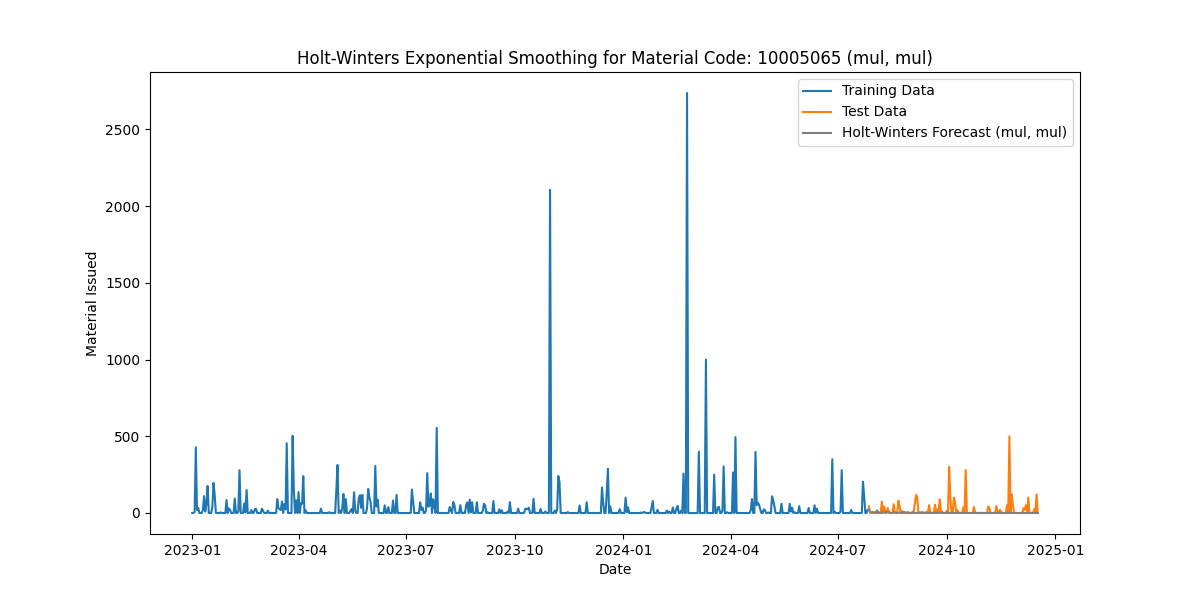 Holt-Winters Exponential Smoothing for Material Code: 10005065 (mul, mul)
Training Data
Test Data
Holt-Winters Forecast (mul, mul)
Material Issued
2500
2000
1500
1000
500
0
2023-01 2023-04 2023-07 2023-10 2024-01 2024-04 2024-07 2024-10 2025-01
Date